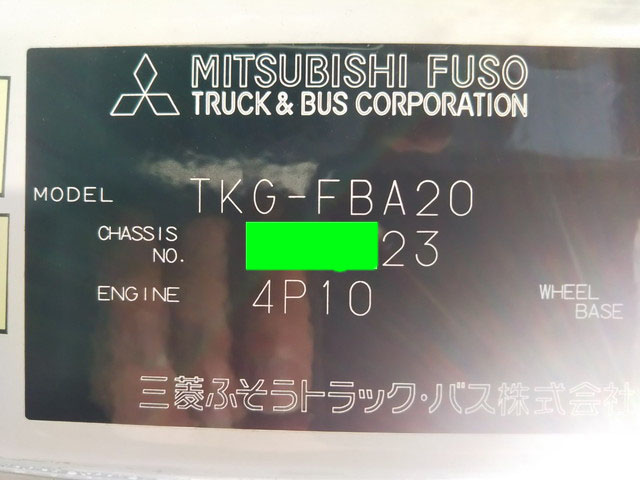 MITSUBISHI FUSO
TRUCK & BUS CORPORATION
MODEL TKG-FBA20
CHASSIS NO. 23
ENGINE 4P10
WHEEL BASE
三菱ふそうトラック・バス株式会社